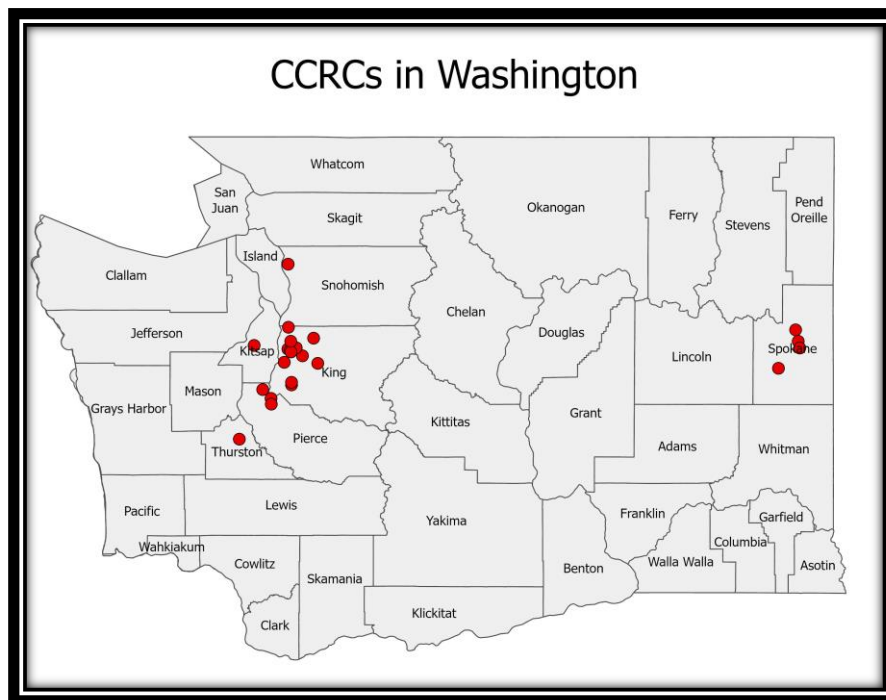 CCRCs in Washington
Whatcom
San
Juan
Skagit
Okanogan
Ferry
Stevens
Pend
Oreille
Island
Clallam
Snohomish
Chelan
Jefferson
Kitsap
King
Douglas
Lincoln
Spokane
Mason
Grays Harbor
Kittitas
Grant
Thurston
Pierce
Adams
Whitman
Pacific
Lewis
Yakima
Franklin
Garfield
Wahkiakum
Columbia
Cowlitz
Skamania
Benton
Walla Walla
Asotin
Klickitat
Clark